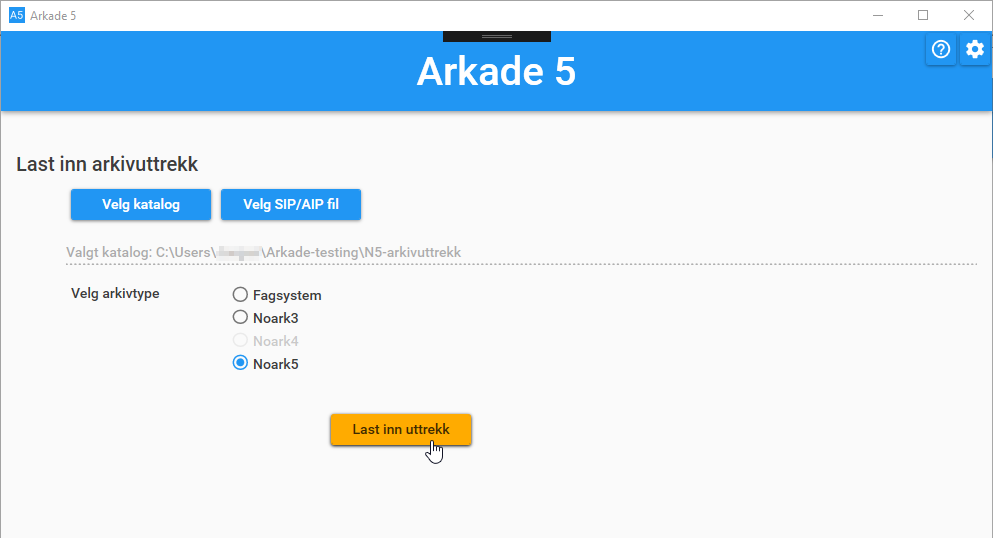 A5 Arkade 5
Arkade 5
Last inn arkivuttrekk
Velg katalog Velg SIP/AIP fil
Valgt katalog: C:\Users\ \Arkade-testing\N5-arkivuttrekk
Velg arkivtype
Fagsystem
Noark3
Noark4
Noark5
Last inn uttrekk